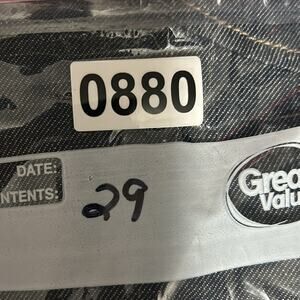 0880
DATE:
NTENTS: 29
Grea
Valu